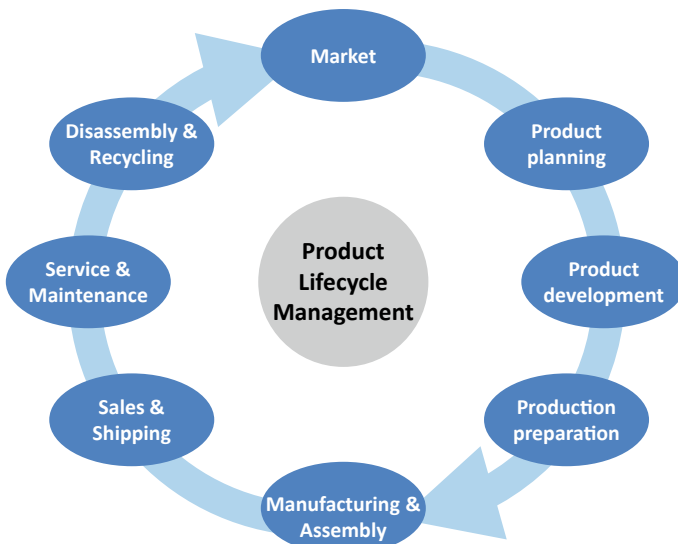 Market
Product
planning
Product
development
Production
preparation
Manufacturing &
Assembly
Sales &
Shipping
Service &
Maintenance
Disassembly &
Recycling
Product
Lifecycle
Management